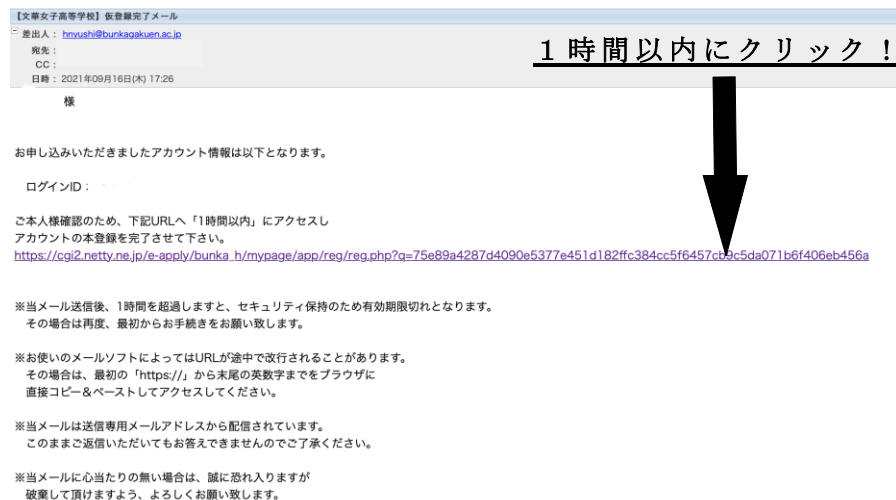 【文華女子高等学校】仮登録完了メール
差出人： hnyushi@bunkagakuen.ac.jp
宛先：
CC：
日時： 2021年09月16日(木) 17:26
１時間以内にクリック！
様
お申し込みいただきましたアカウント情報は以下となります。
ログインID：
ご本人様確認のため、下記URLへ「1時間以内」にアクセスし
アカウントの本登録を完了させて下さい。
https://cgi2.netty.ne.jp/e-apply/bunka_h/mypage/app/reg/reg.php?q=75e89a4287d4090e5377e451d182ffc384cc5f6457cb9c5da071b6f406eb456a
※当メール送信後、1時間を超過しますと、セキュリティ保持のため有効期限切れとなります。
その場合は再度、最初からお手続きをお願い致します。
※お使いのメールソフトによってはURLが途中で改行されることがあります。
その場合は、最初の「https://」から末尾の英数字までをブラウザに
直接コピー＆ペーストしてアクセスしてください。
※当メールは送信専用メールアドレスから配信されています。
このままご返信いただいてもお答えできませんのでご了承ください。
※当メールに心当たりの無い場合は、誠に恐れ入りますが
破棄して頂けますよう、よろしくお願い致します。